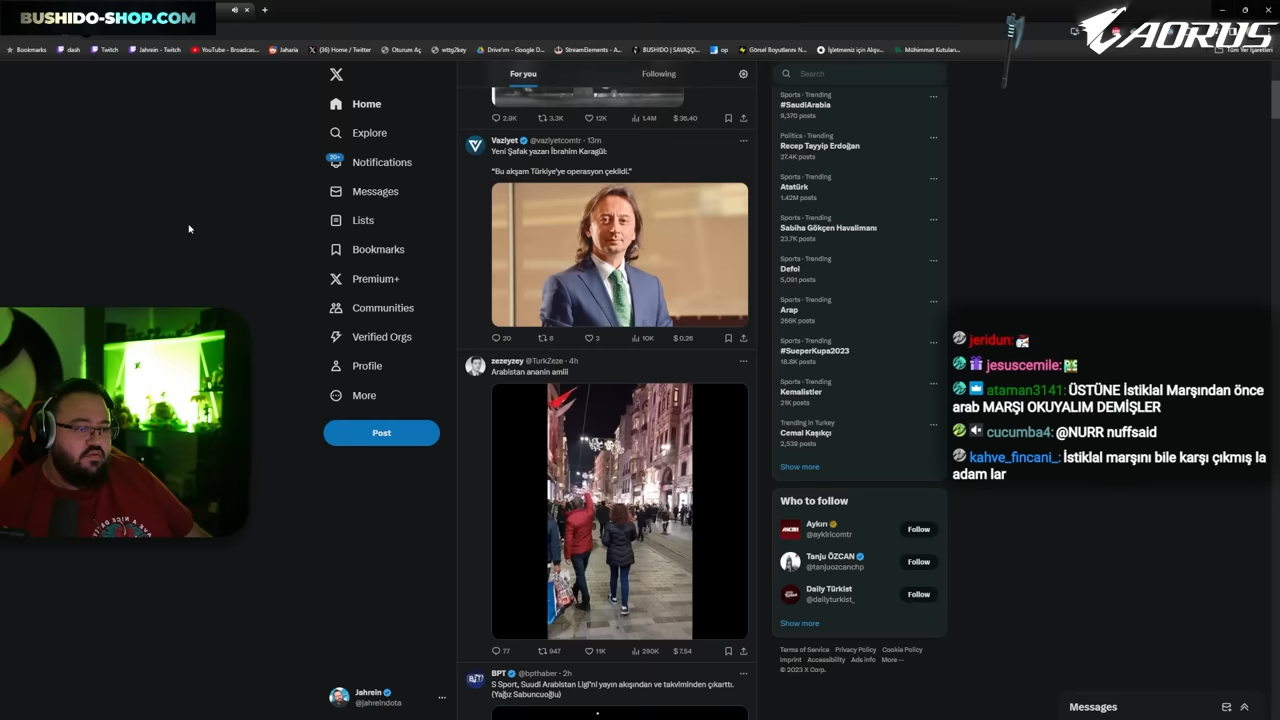 BUSHIDO-SHOP.COM
AORUS
Bookmarks
dash
Twitch
Jahrein - Twitch
YouTube - Broadcas...
Jaharia
(36) Home / Twitter
Oturum Aç
wttg2key
Drive'ım - Google D...
StreamElements - A...
BUSHIDO | SAVAŞÇI...
op
Görsel Boyutlarını N...
İşletmeniz için Alışv...
Mühimmat Kutuları...
Tüm Yer İşaretleri
Home
Explore
20+
Notifications
Messages
Lists
Bookmarks
Premium+
Communities
Verified Orgs
Profile
More
Post
Jahrein
@jahreindota
For you
Following
2.9K 3.3K 12K 1.4M $36.40
Vaziyet @vaziyetcomtr · 13m
Yeni Şafak yazarı İbrahim Karagül:
"Bu akşam Türkiye'ye operasyon çekildi."
20 8 3 10K $0.26
zezeyzey @TurkZeze · 4h
Arabistan ananin amiii
77 947 11K 290K $7.54
BPT @bpthaber · 2h
S Sport, Suudi Arabistan Ligi'ni yayın akışından ve takviminden çıkarttı.
(Yağız Sabuncuoğlu)
Search
Sports · Trending
#SaudiArabia
9,370 posts
Politics · Trending
Recep Tayyip Erdoğan
27.4K posts
Sports · Trending
Atatürk
1.42M posts
Sports · Trending
Sabiha Gökçen Havalimanı
23.7K posts
Sports · Trending
Defol
5,091 posts
Sports · Trending
Arap
266K posts
Sports · Trending
#SueperKupa2023
18.8K posts
Sports · Trending
Kemalistler
21K posts
Trending in Turkey
Cemal Kaşıkçı
2,539 posts
Show more
Who to follow
Aykırı
@aykiricomtr
Follow
Tanju ÖZCAN
@tanjuozcanchp
Follow
Daily Türkist
@dailyturkist_
Follow
Show more
Terms of Service Privacy Policy Cookie Policy
Imprint Accessibility Ads info More ···
© 2023 X Corp.
jeridun:
jesuscemile:
ataman3141: ÜSTÜNE İstiklal Marşından önce
arab MARŞI OKUYALIM DEMİŞLER
cucumba4: @NURR nuffsaid
kahve_fincani_: İstiklal marşını bile karşı çıkmış la
adam lar
Messages